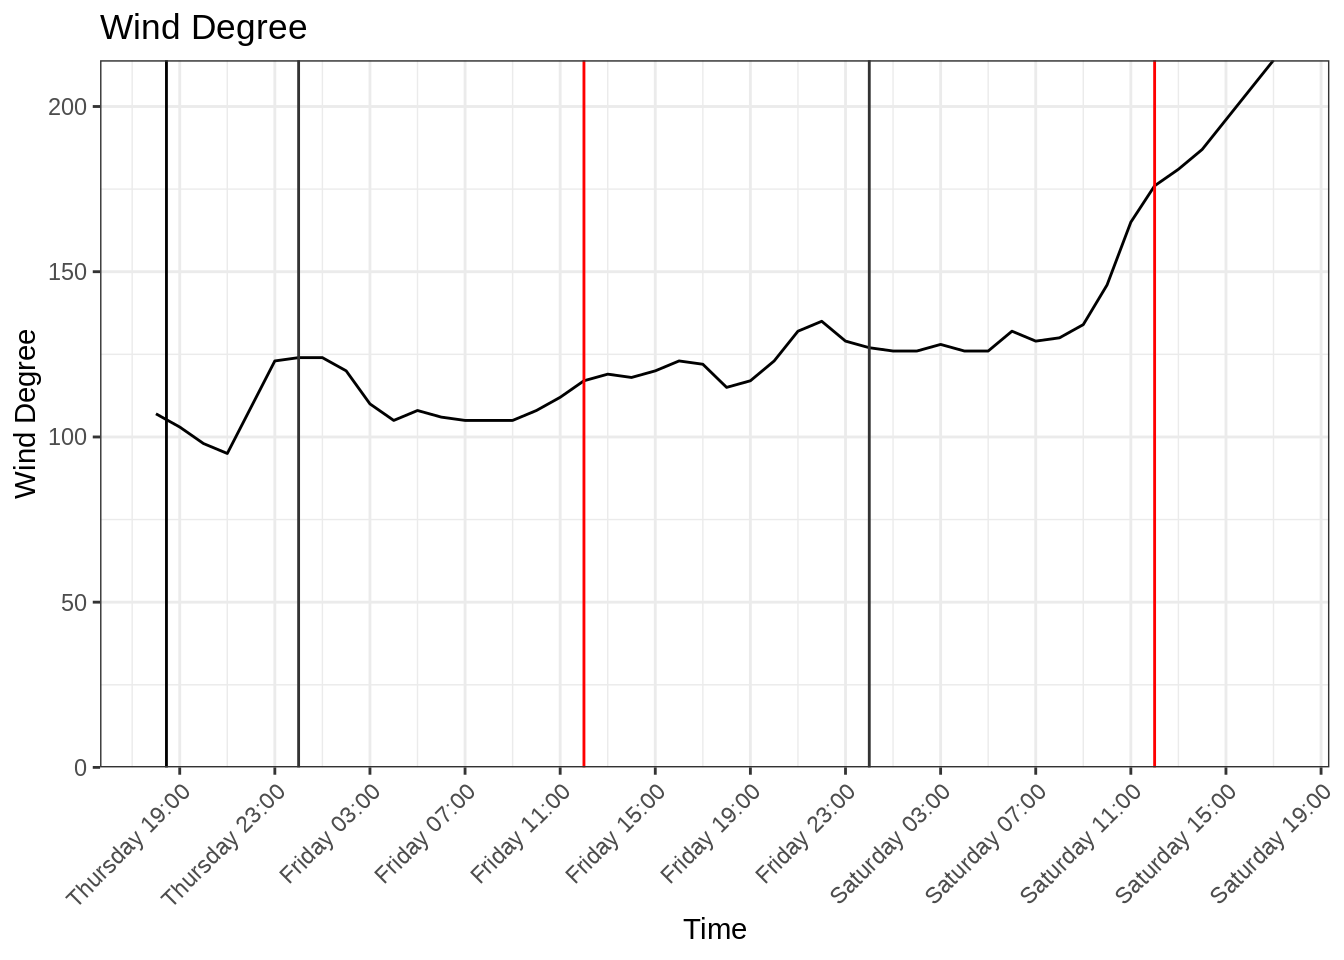 Wind Degree
200
150
100
50
0
Wind Degree
Thursday 19:00
Thursday 23:00
Friday 03:00
Friday 07:00
Friday 11:00
Friday 15:00
Friday 19:00
Friday 23:00
Saturday 03:00
Saturday 07:00
Saturday 11:00
Saturday 15:00
Saturday 19:00
Time